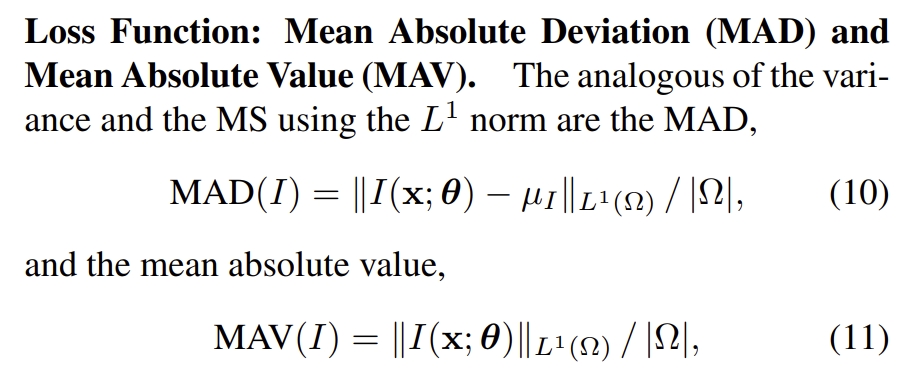 Loss Function: Mean Absolute Deviation (MAD) and
Mean Absolute Value (MAV). The analogous of the vari-
ance and the MS using the L¹ norm are the MAD,
MAD(I) = ‖I(x; θ) − μ_I‖_{L¹(Ω)} / |Ω|, (10)
and the mean absolute value,
MAV(I) = ‖I(x; θ)‖_{L¹(Ω)} / |Ω|, (11)